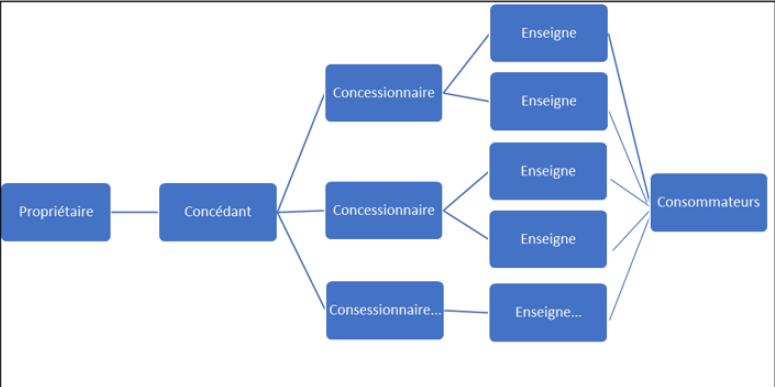 Propriétaire
Concédant
Concessionnaire
Concessionnaire
Consessionnaire...
Enseigne
Enseigne
Enseigne
Enseigne
Enseigne...
Consommateurs